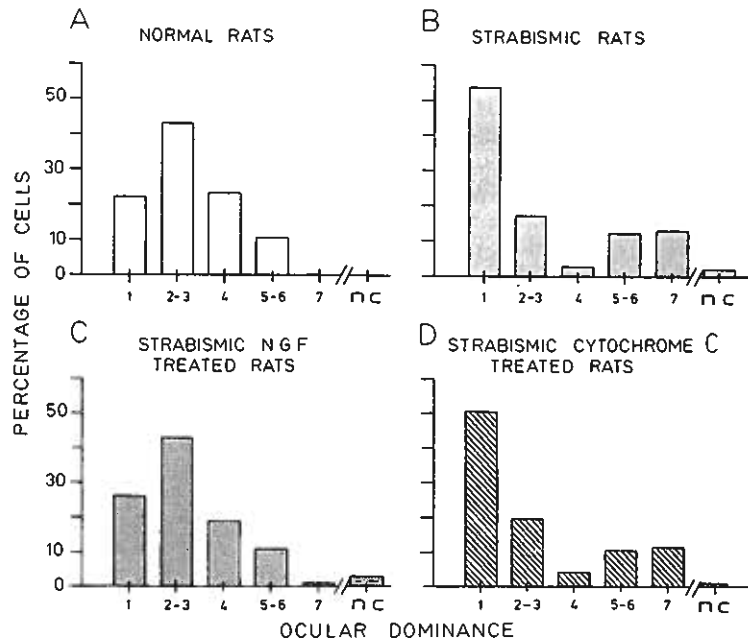 A
NORMAL RATS
50
30
10
0
1 2-3 4 5-6 7 nc
B
STRABISMIC RATS
1 2-3 4 5-6 7 nc
PERCENTAGE OF CELLS
C
STRABISMIC NGF
TREATED RATS
50
30
10
0
1 2-3 4 5-6 7 nc
D
STRABISMIC CYTOCHROME C
TREATED RATS
1 2-3 4 5-6 7 nc
OCULAR DOMINANCE